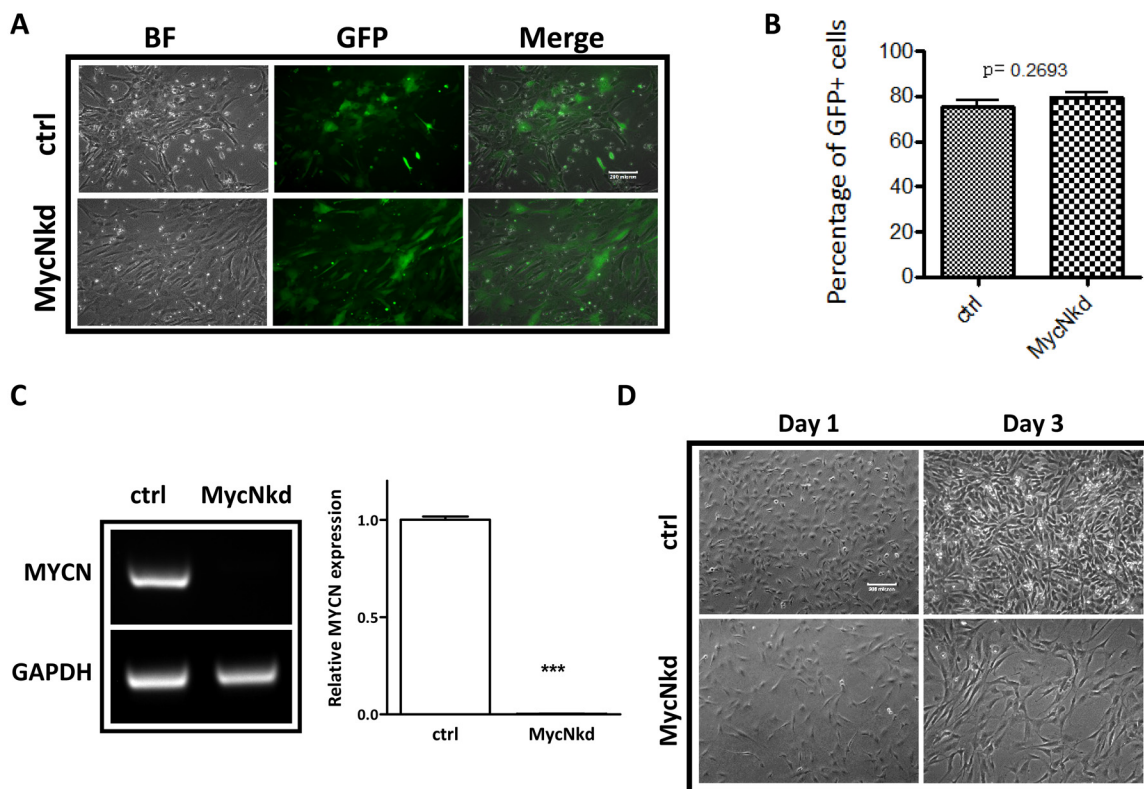 A
BF GFP Merge
ctrl
MycNkd
200 micron
B
Percentage of GFP+ cells
100
80
60
40
20
0
p= 0.2693
ctrl
MycNkd
C
ctrl MycNkd
MYCN
GAPDH
Relative MYCN expression
1.0
0.5
0.0
***
ctrl
MycNkd
D
Day 1 Day 3
ctrl
MycNkd